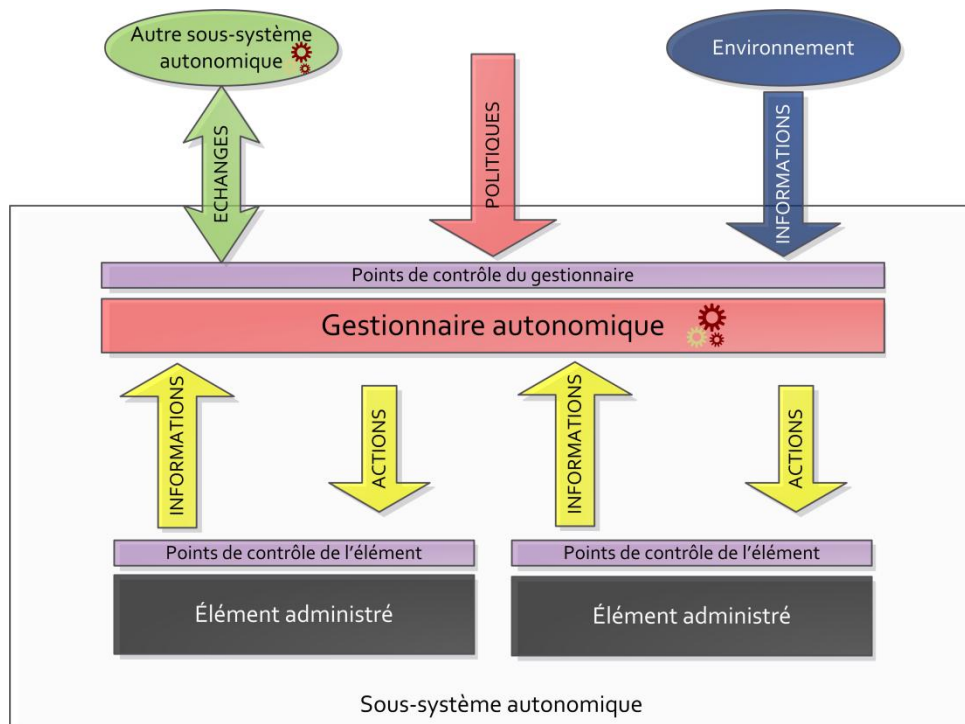 Autre sous-système
autonomique
Environnement
ECHANGES
POLITIQUES
INFORMATIONS
Points de contrôle du gestionnaire
Gestionnaire autonomique
INFORMATIONS
ACTIONS
INFORMATIONS
ACTIONS
Points de contrôle de l'élément
Points de contrôle de l'élément
Élément administré
Élément administré
Sous-système autonomique